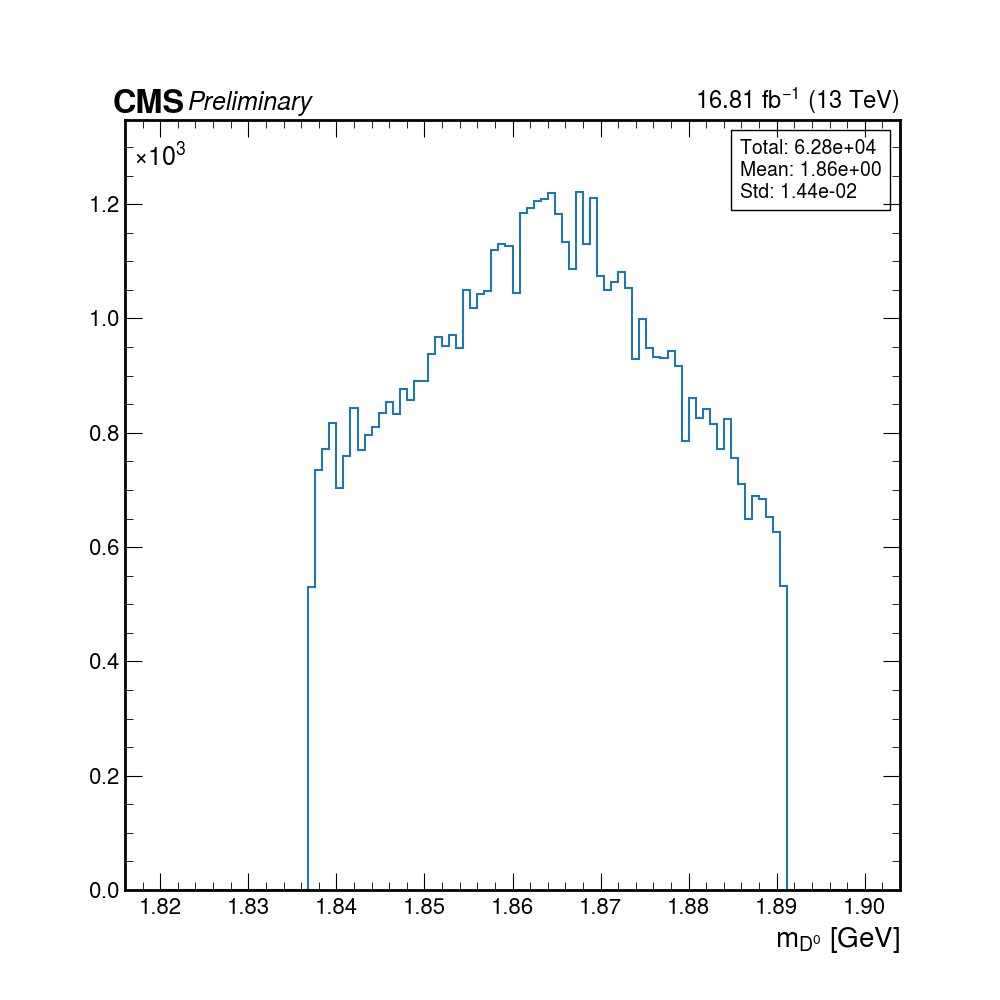 CMS Preliminary
16.81 fb⁻¹ (13 TeV)
×10³
Total: 6.28e+04
Mean: 1.86e+00
Std: 1.44e-02
1.2
1.0
0.8
0.6
0.4
0.2
0.0
1.82 1.83 1.84 1.85 1.86 1.87 1.88 1.89 1.90
m_D⁰ [GeV]